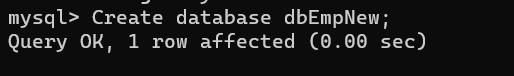 mysql> Create database dbEmpNew;
Query OK, 1 row affected (0.00 sec)